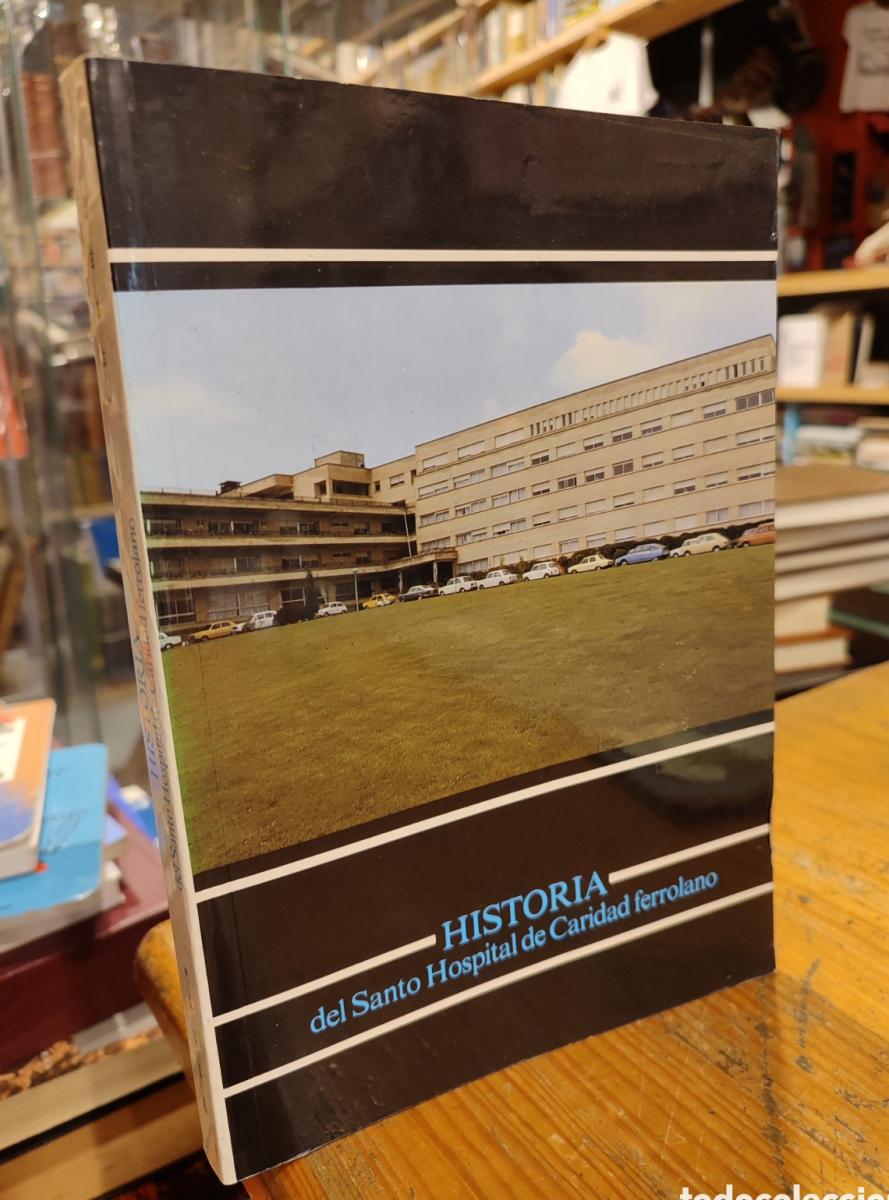 HISTORIA
del Santo Hospital de Caridad ferrolano
HISTORIA
del Santo Hospital de Caridad ferrolano
todocoleccion